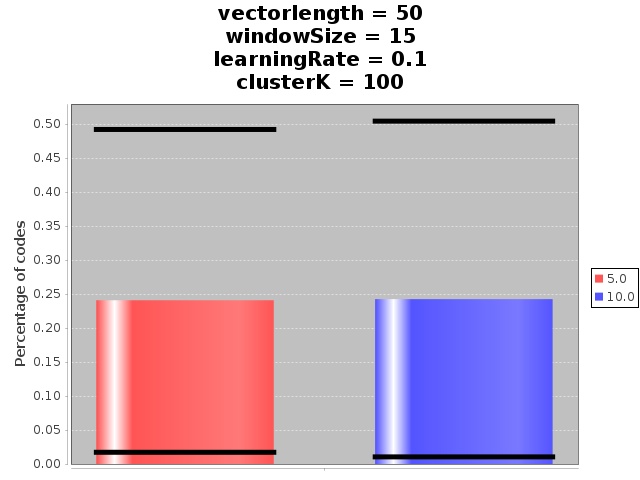 vectorlength = 50
windowSize = 15
learningRate = 0.1
clusterK = 100
Percentage of codes
0.50
0.45
0.40
0.35
0.30
0.25
0.20
0.15
0.10
0.05
0.00
5.0
10.0